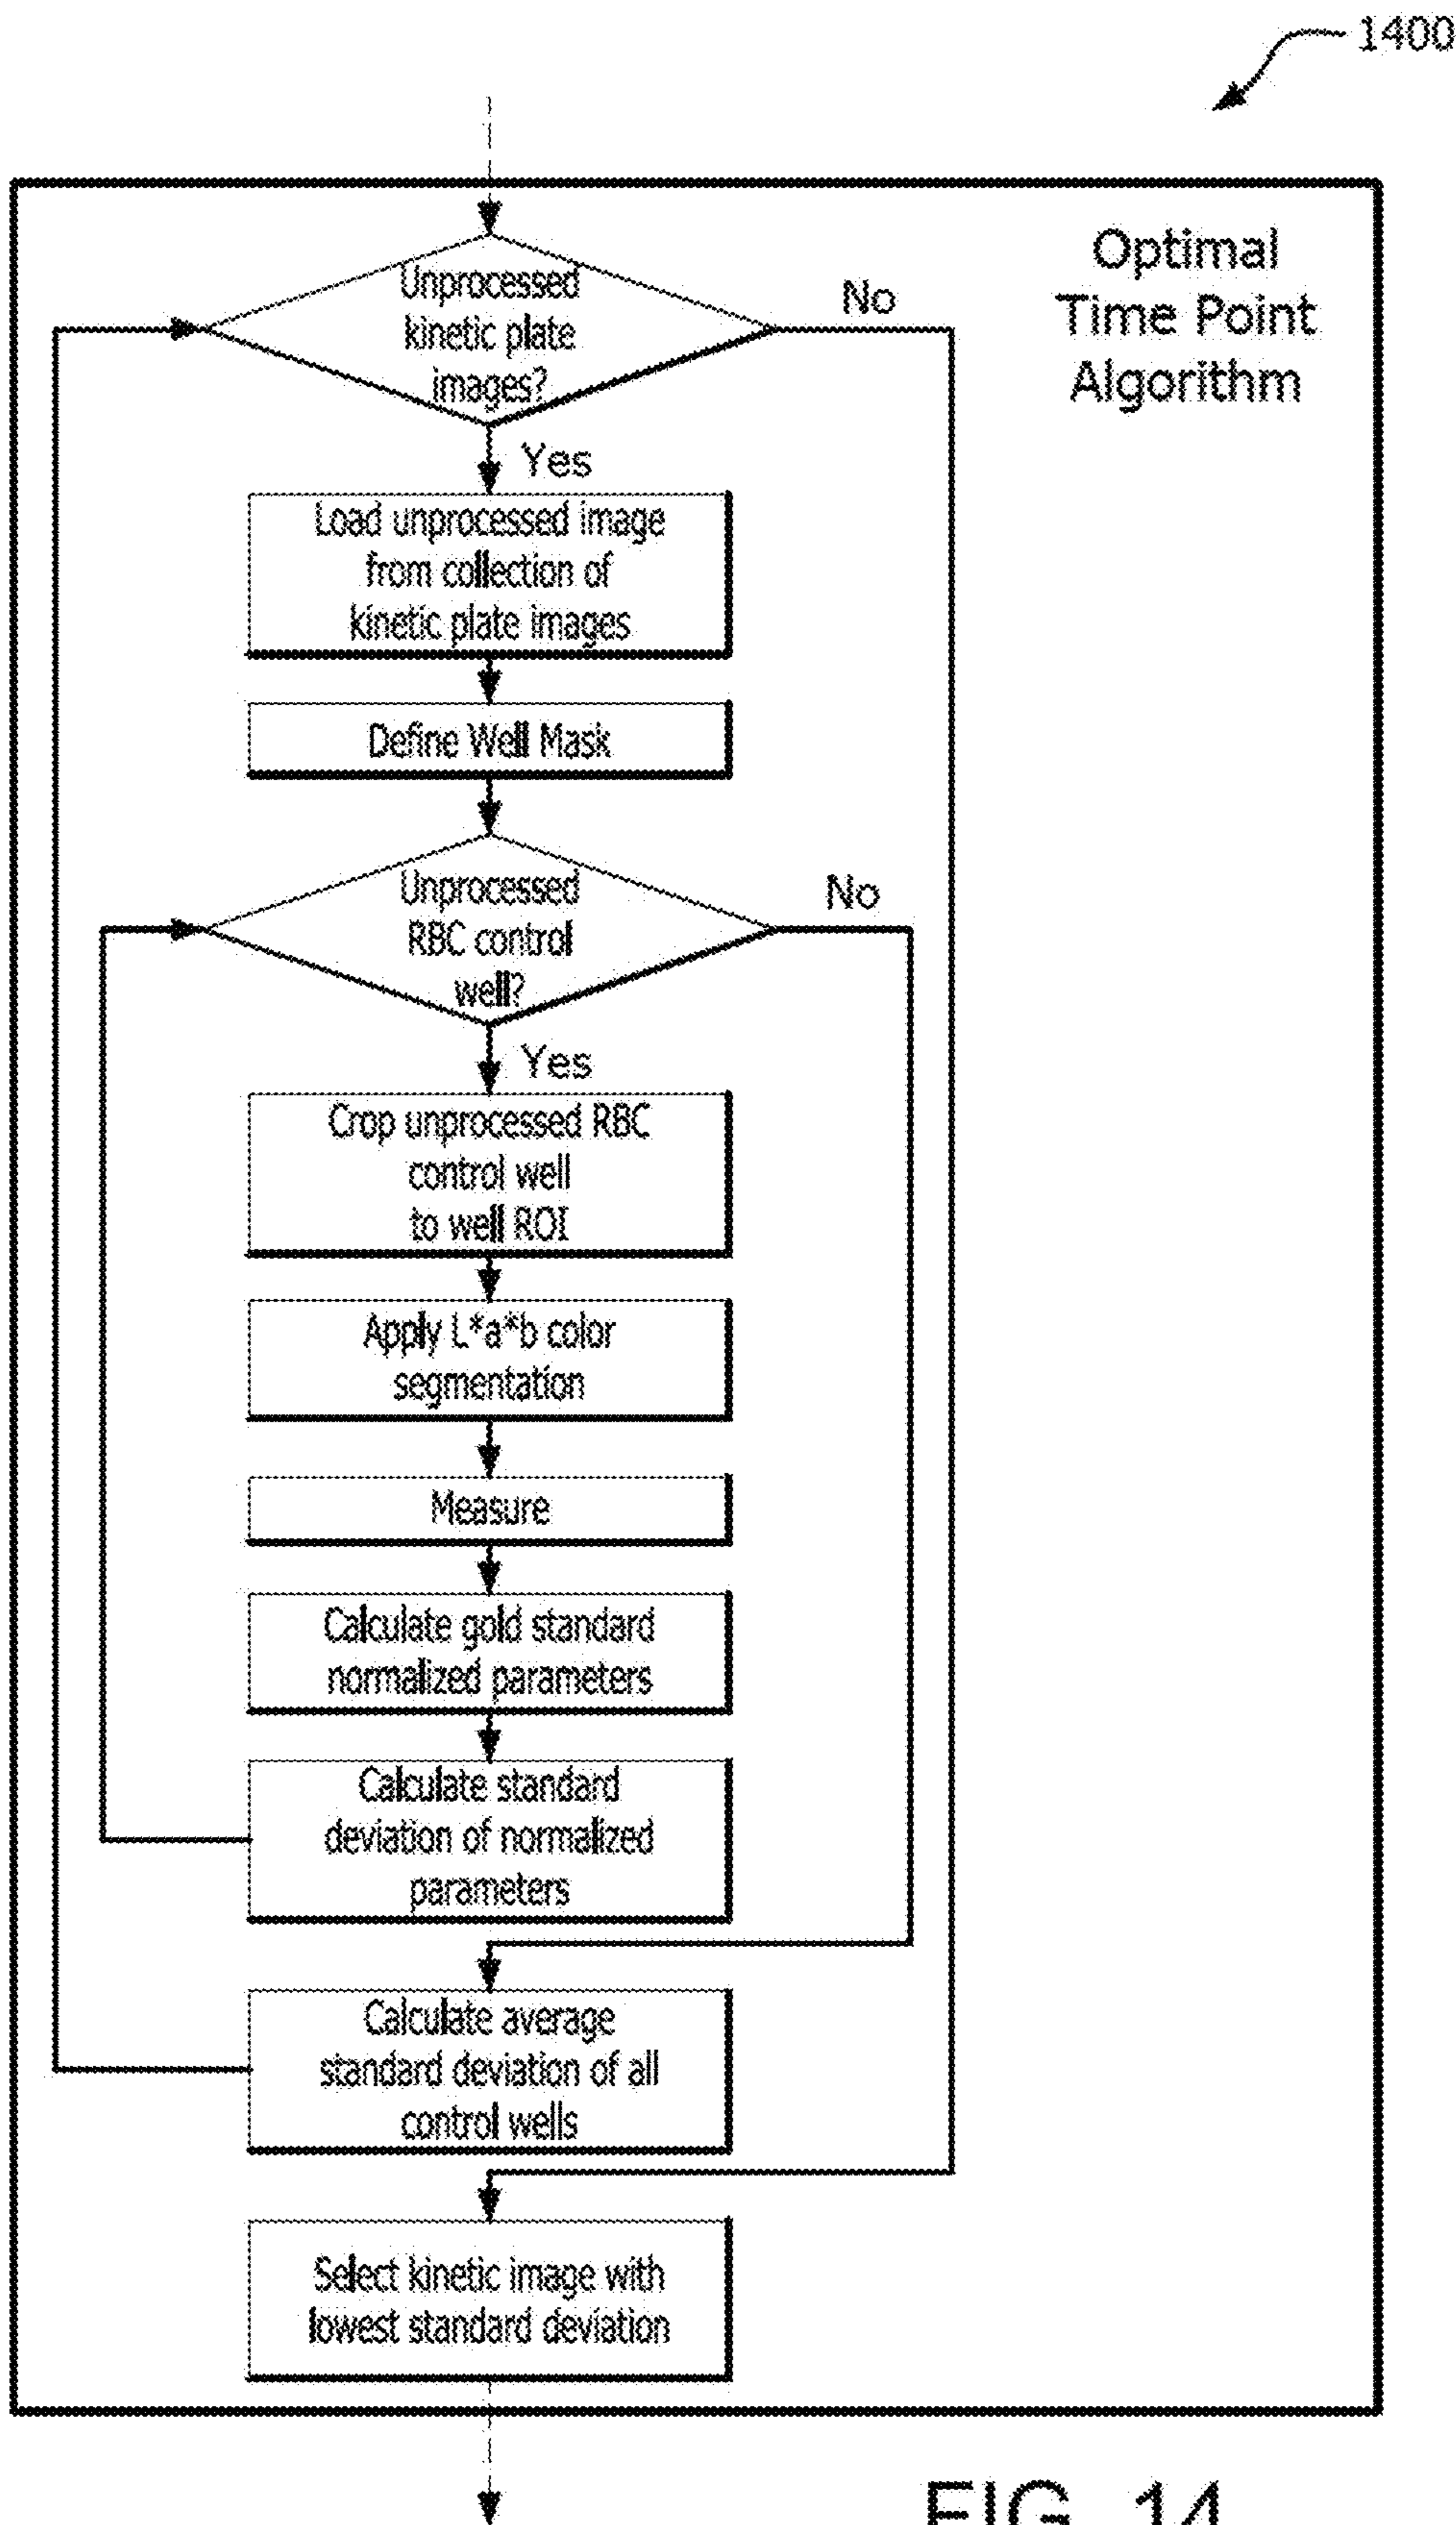 1400
Optimal
Time Point
Algorithm
Unprocessed
kinetic plate
images?
No
Yes
Load unprocessed image
from collection of
kinetic plate images
Define Well Mask
Unprocessed
RBC control
well?
No
Yes
Crop unprocessed RBC
control well
to well ROI
Apply L*a*b color
segmentation
Measure
Calculate gold standard
normalized parameters
Calculate standard
deviation of normalized
parameters
Calculate average
standard deviation of all
control wells
Select kinetic image with
lowest standard deviation
FIG. 14